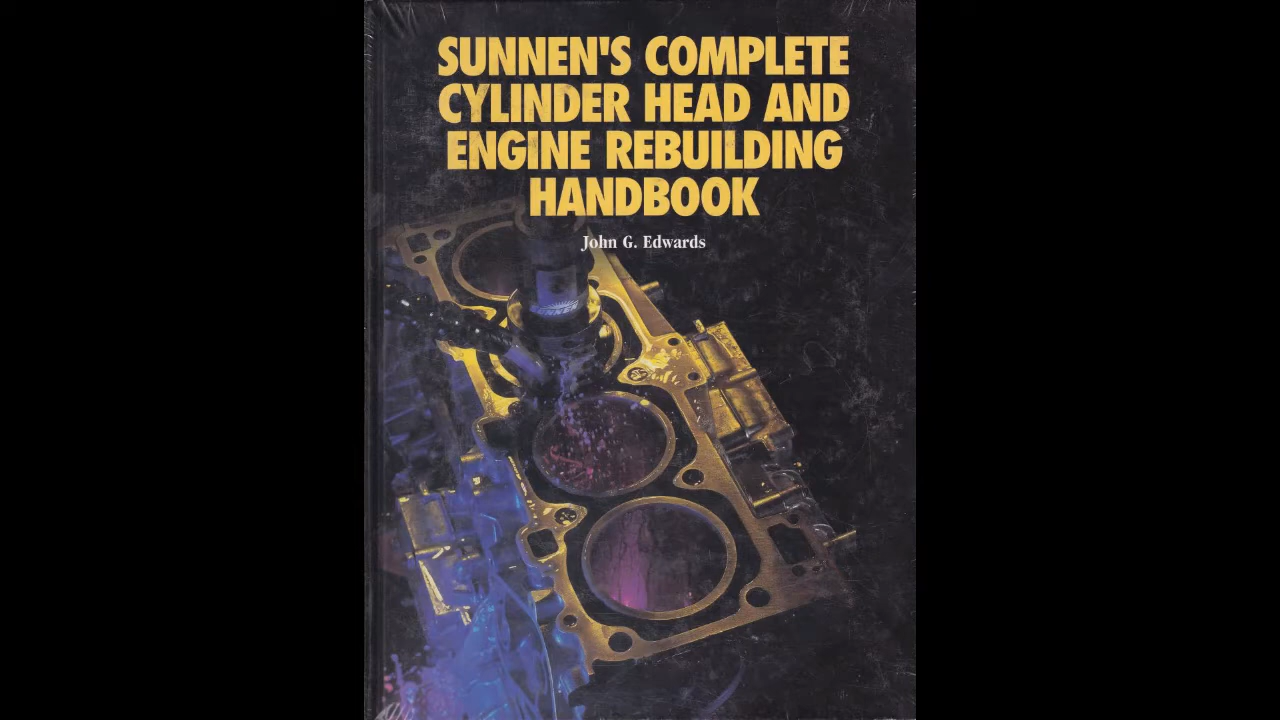 SUNNEN'S COMPLETE
CYLINDER HEAD AND
ENGINE REBUILDING
HANDBOOK
John G. Edwards